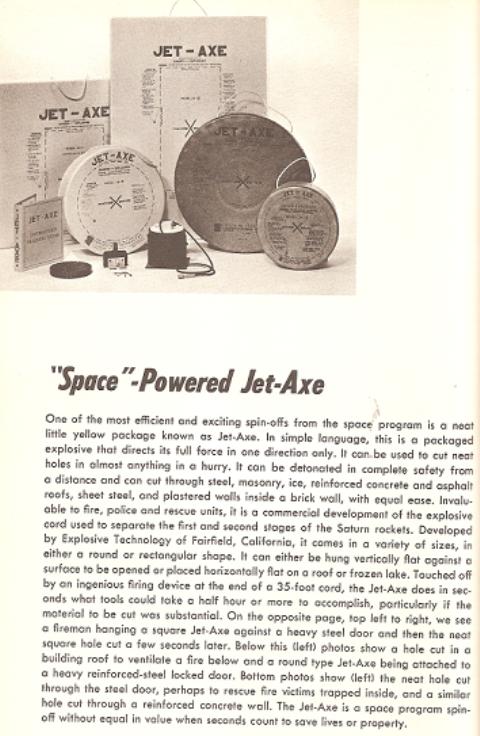 JET-AXE
JET-AXE
JET-AXE
JET-AXE
JET-AXE
JET-AXE
"Space"-Powered Jet-Axe
One of the most efficient and exciting spin-offs from the space program is a neat
little yellow package known as Jet-Axe. In simple language, this is a packaged
explosive that directs its full force in one direction only. It can be used to cut neat
holes in almost anything in a hurry. It can be detonated in complete safety from
a distance and can cut through steel, masonry, ice, reinforced concrete and asphalt
roofs, sheet steel, and plastered walls inside a brick wall, with equal ease. Invalu-
able to fire, police and rescue units, it is a commercial development of the explosive
cord used to separate the first and second stages of the Saturn rockets. Developed
by Explosive Technology of Fairfield, California, it comes in a variety of sizes, in
either a round or rectangular shape. It can either be hung vertically flat against a
surface to be opened or placed horizontally flat on a roof or frozen lake. Touched off
by an ingenious firing device at the end of a 35-foot cord, the Jet-Axe does in sec-
onds what tools could take a half hour or more to accomplish, particularly if the
material to be cut was substantial. On the opposite page, top left to right, we see
a fireman hanging a square Jet-Axe against a heavy steel door and then the neat
square hole cut a few seconds later. Below this (left) photos show a hole cut in a
building roof to ventilate a fire below and a round type Jet-Axe being attached to
a heavy reinforced-steel locked door. Bottom photos show (left) the neat hole cut
through the steel door, perhaps to rescue fire victims trapped inside, and a similar
hole cut through a reinforced concrete wall. The Jet-Axe is a space program spin-
off without equal in value when seconds count to save lives or property.